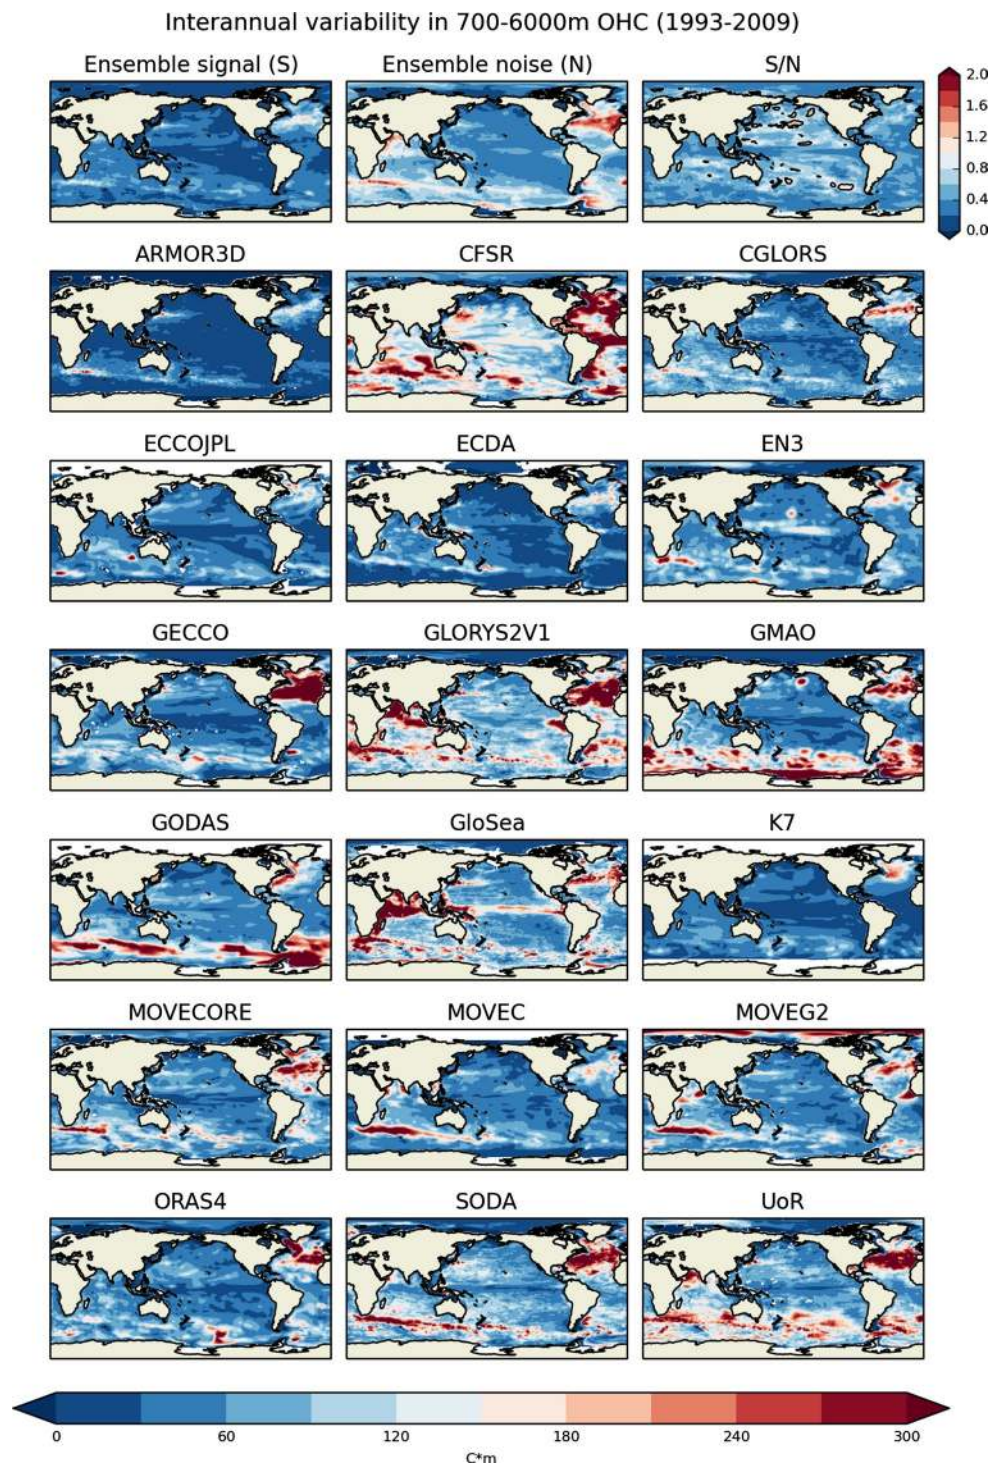 Interannual variability in 700-6000m OHC (1993-2009)
Ensemble signal (S) Ensemble noise (N) S/N
2.0
1.6
1.2
0.8
0.4
0.0
ARMOR3D CFSR CGLORS
ECCOJPL ECDA EN3
GECCO GLORYS2V1 GMAO
GODAS GloSea K7
MOVECORE MOVEC MOVEG2
ORAS4 SODA UoR
0 60 120 180 240 300
C*m